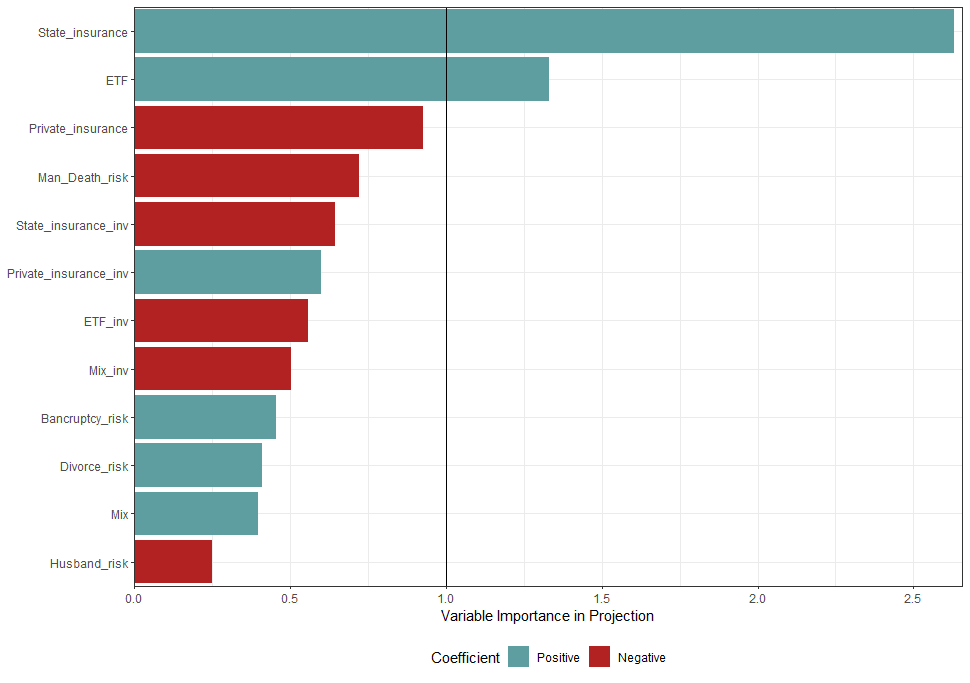 State_insurance
ETF
Private_insurance
Man_Death_risk
State_insurance_inv
Private_insurance_inv
ETF_inv
Mix_inv
Bancruptcy_risk
Divorce_risk
Mix
Husband_risk
0.0 0.5 1.0 1.5 2.0 2.5
Variable Importance in Projection
Coefficient Positive Negative